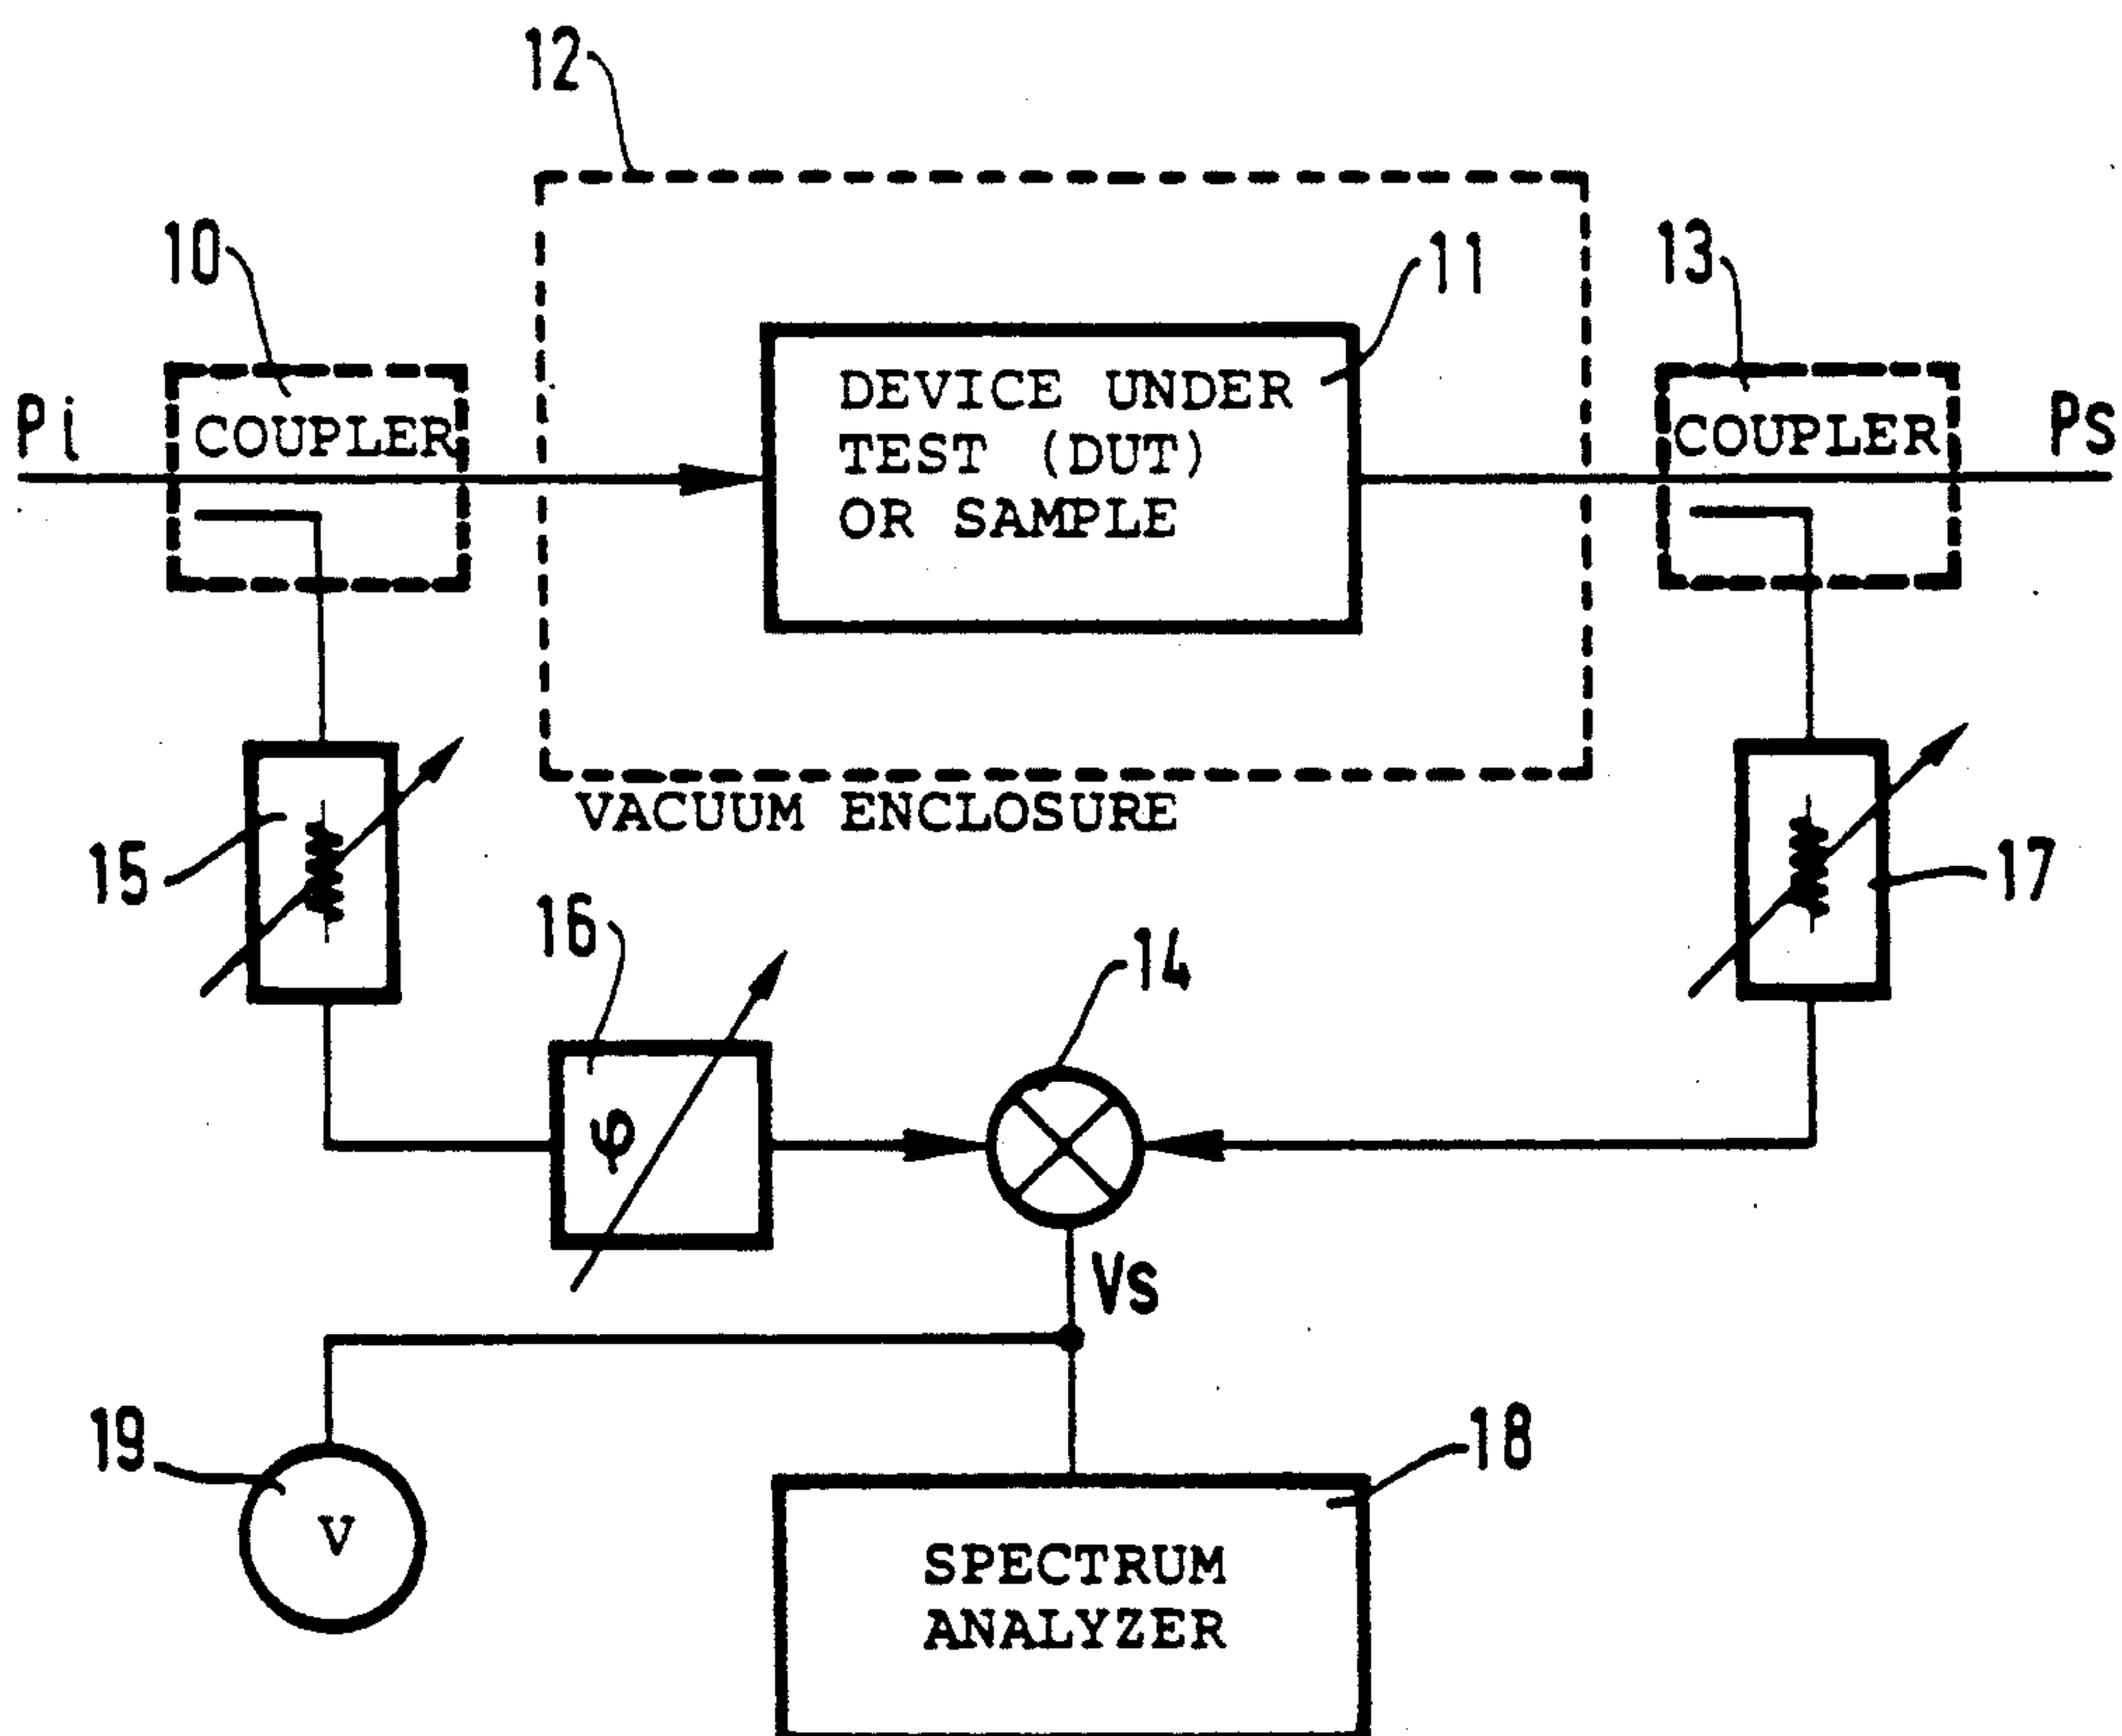 12
10
11
13
Pi
COUPLER
DEVICE UNDER
TEST (DUT)
OR SAMPLE
COUPLER
Ps
VACUUM ENCLOSURE
15
17
16
14
φ
Vs
19
18
V
SPECTRUM
ANALYZER